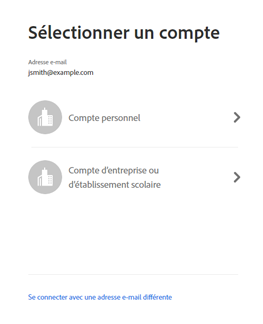 Sélectionner un compte
Adresse e-mail
jsmith@example.com
Compte personnel
Compte d'entreprise ou
d'établissement scolaire
Se connecter avec une adresse e-mail différente